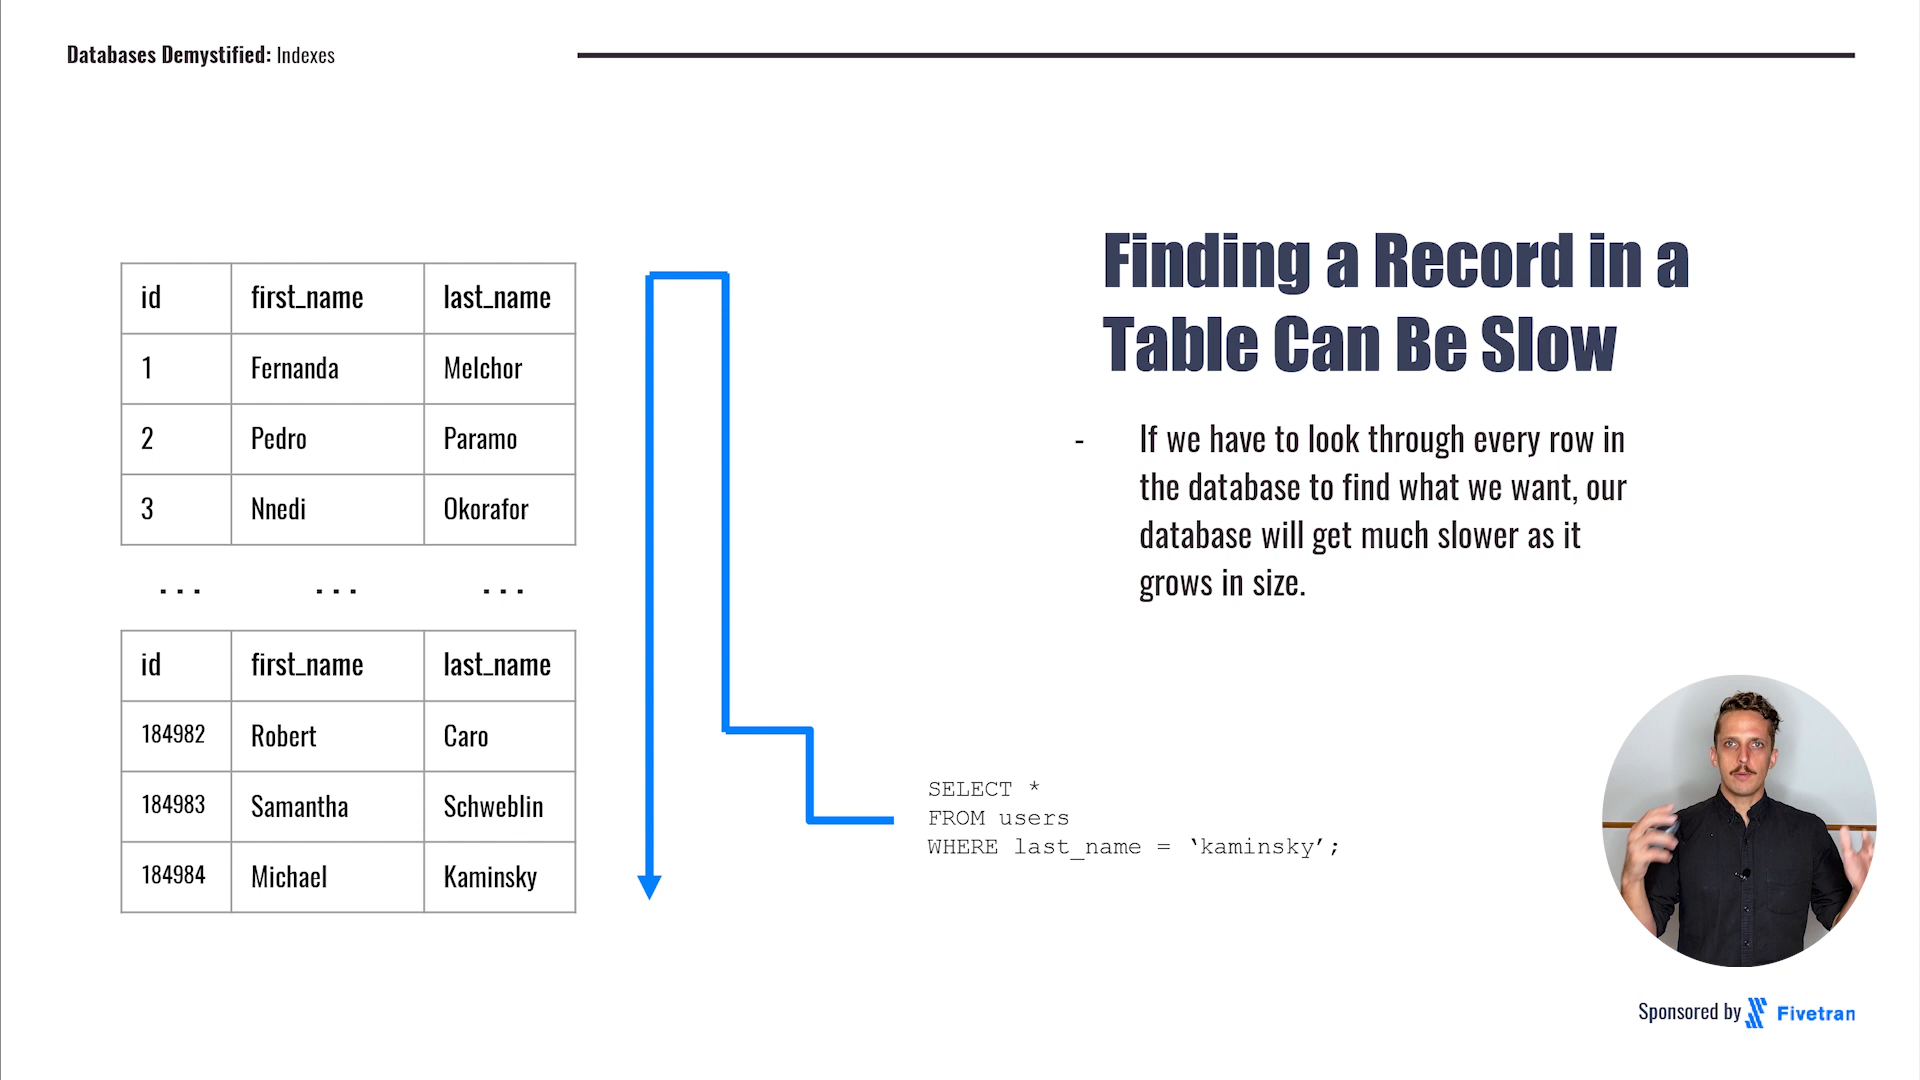 Databases Demystified: Indexes
Finding a Record in a
Table Can Be Slow
- If we have to look through every row in
the database to find what we want, our
database will get much slower as it
grows in size.
id first_name last_name
1 Fernanda Melchor
2 Pedro Paramo
3 Nnedi Okorafor
... ... ...
id first_name last_name
184982 Robert Caro
184983 Samantha Schweblin
184984 Michael Kaminsky
SELECT *
FROM users
WHERE last_name = ‘kaminsky’;
Sponsored by Fivetran